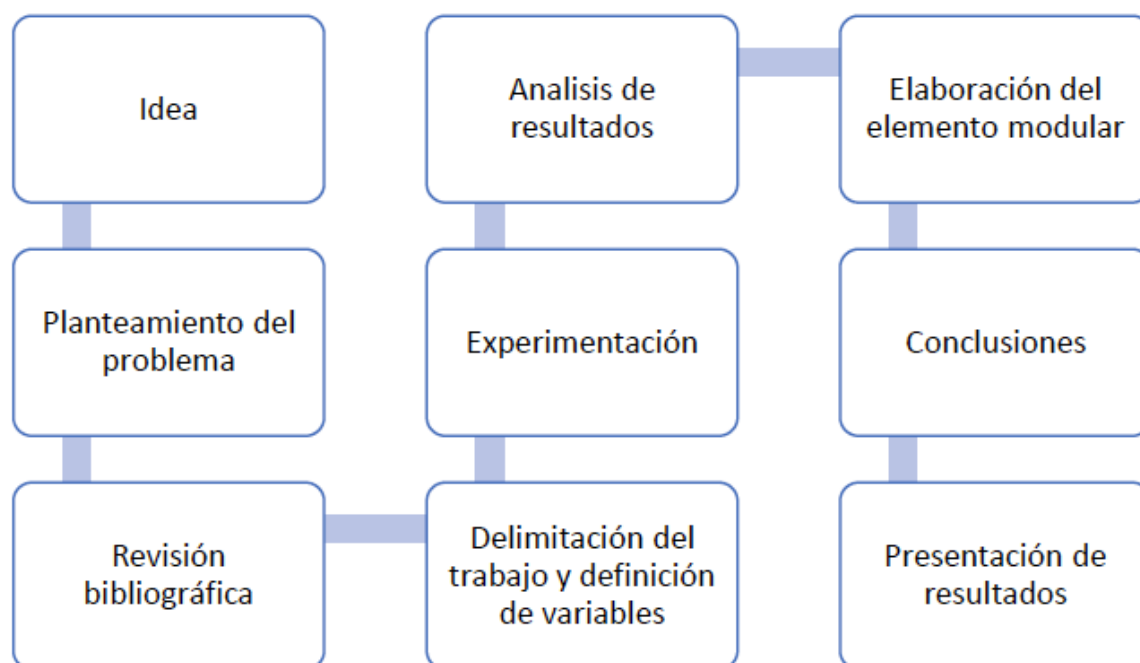 Idea
Planteamiento del
problema
Revisión
bibliográfica
Delimitación del
trabajo y definición
de variables
Experimentación
Analisis de
resultados
Elaboración del
elemento modular
Conclusiones
Presentación de
resultados